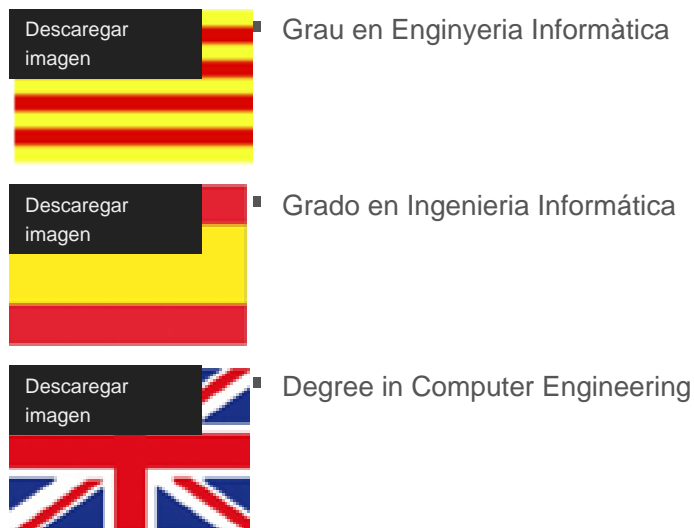 Descaregar
imagen
Grau en Enginyeria Informàtica
Descaregar
imagen
Grado en Ingenieria Informática
Descaregar
imagen
Degree in Computer Engineering